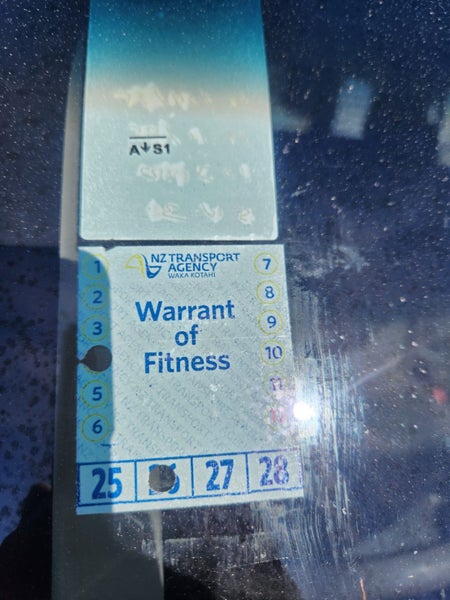 A↓S1
NZ TRANSPORT
AGENCY
WAKA KOTAHI
Warrant
of
Fitness
1
2
3
5
6
7
8
9
10
11
25 27 28